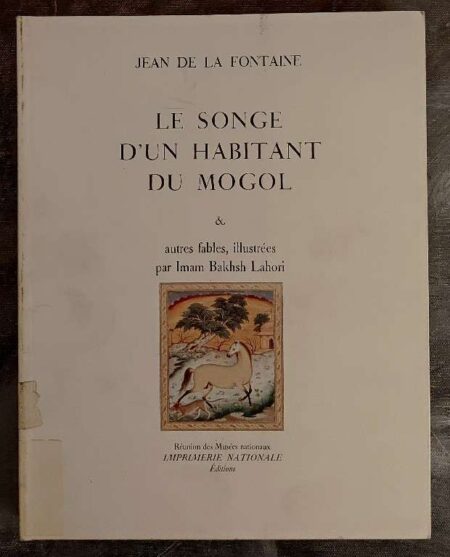 JEAN DE LA FONTAINE
LE SONGE
D'UN HABITANT
DU MOGOL
&
autres fables, illustrées
par Imam Bakhsh Lahori
Réunion des Musées nationaux
IMPRIMERIE NATIONALE
Éditions